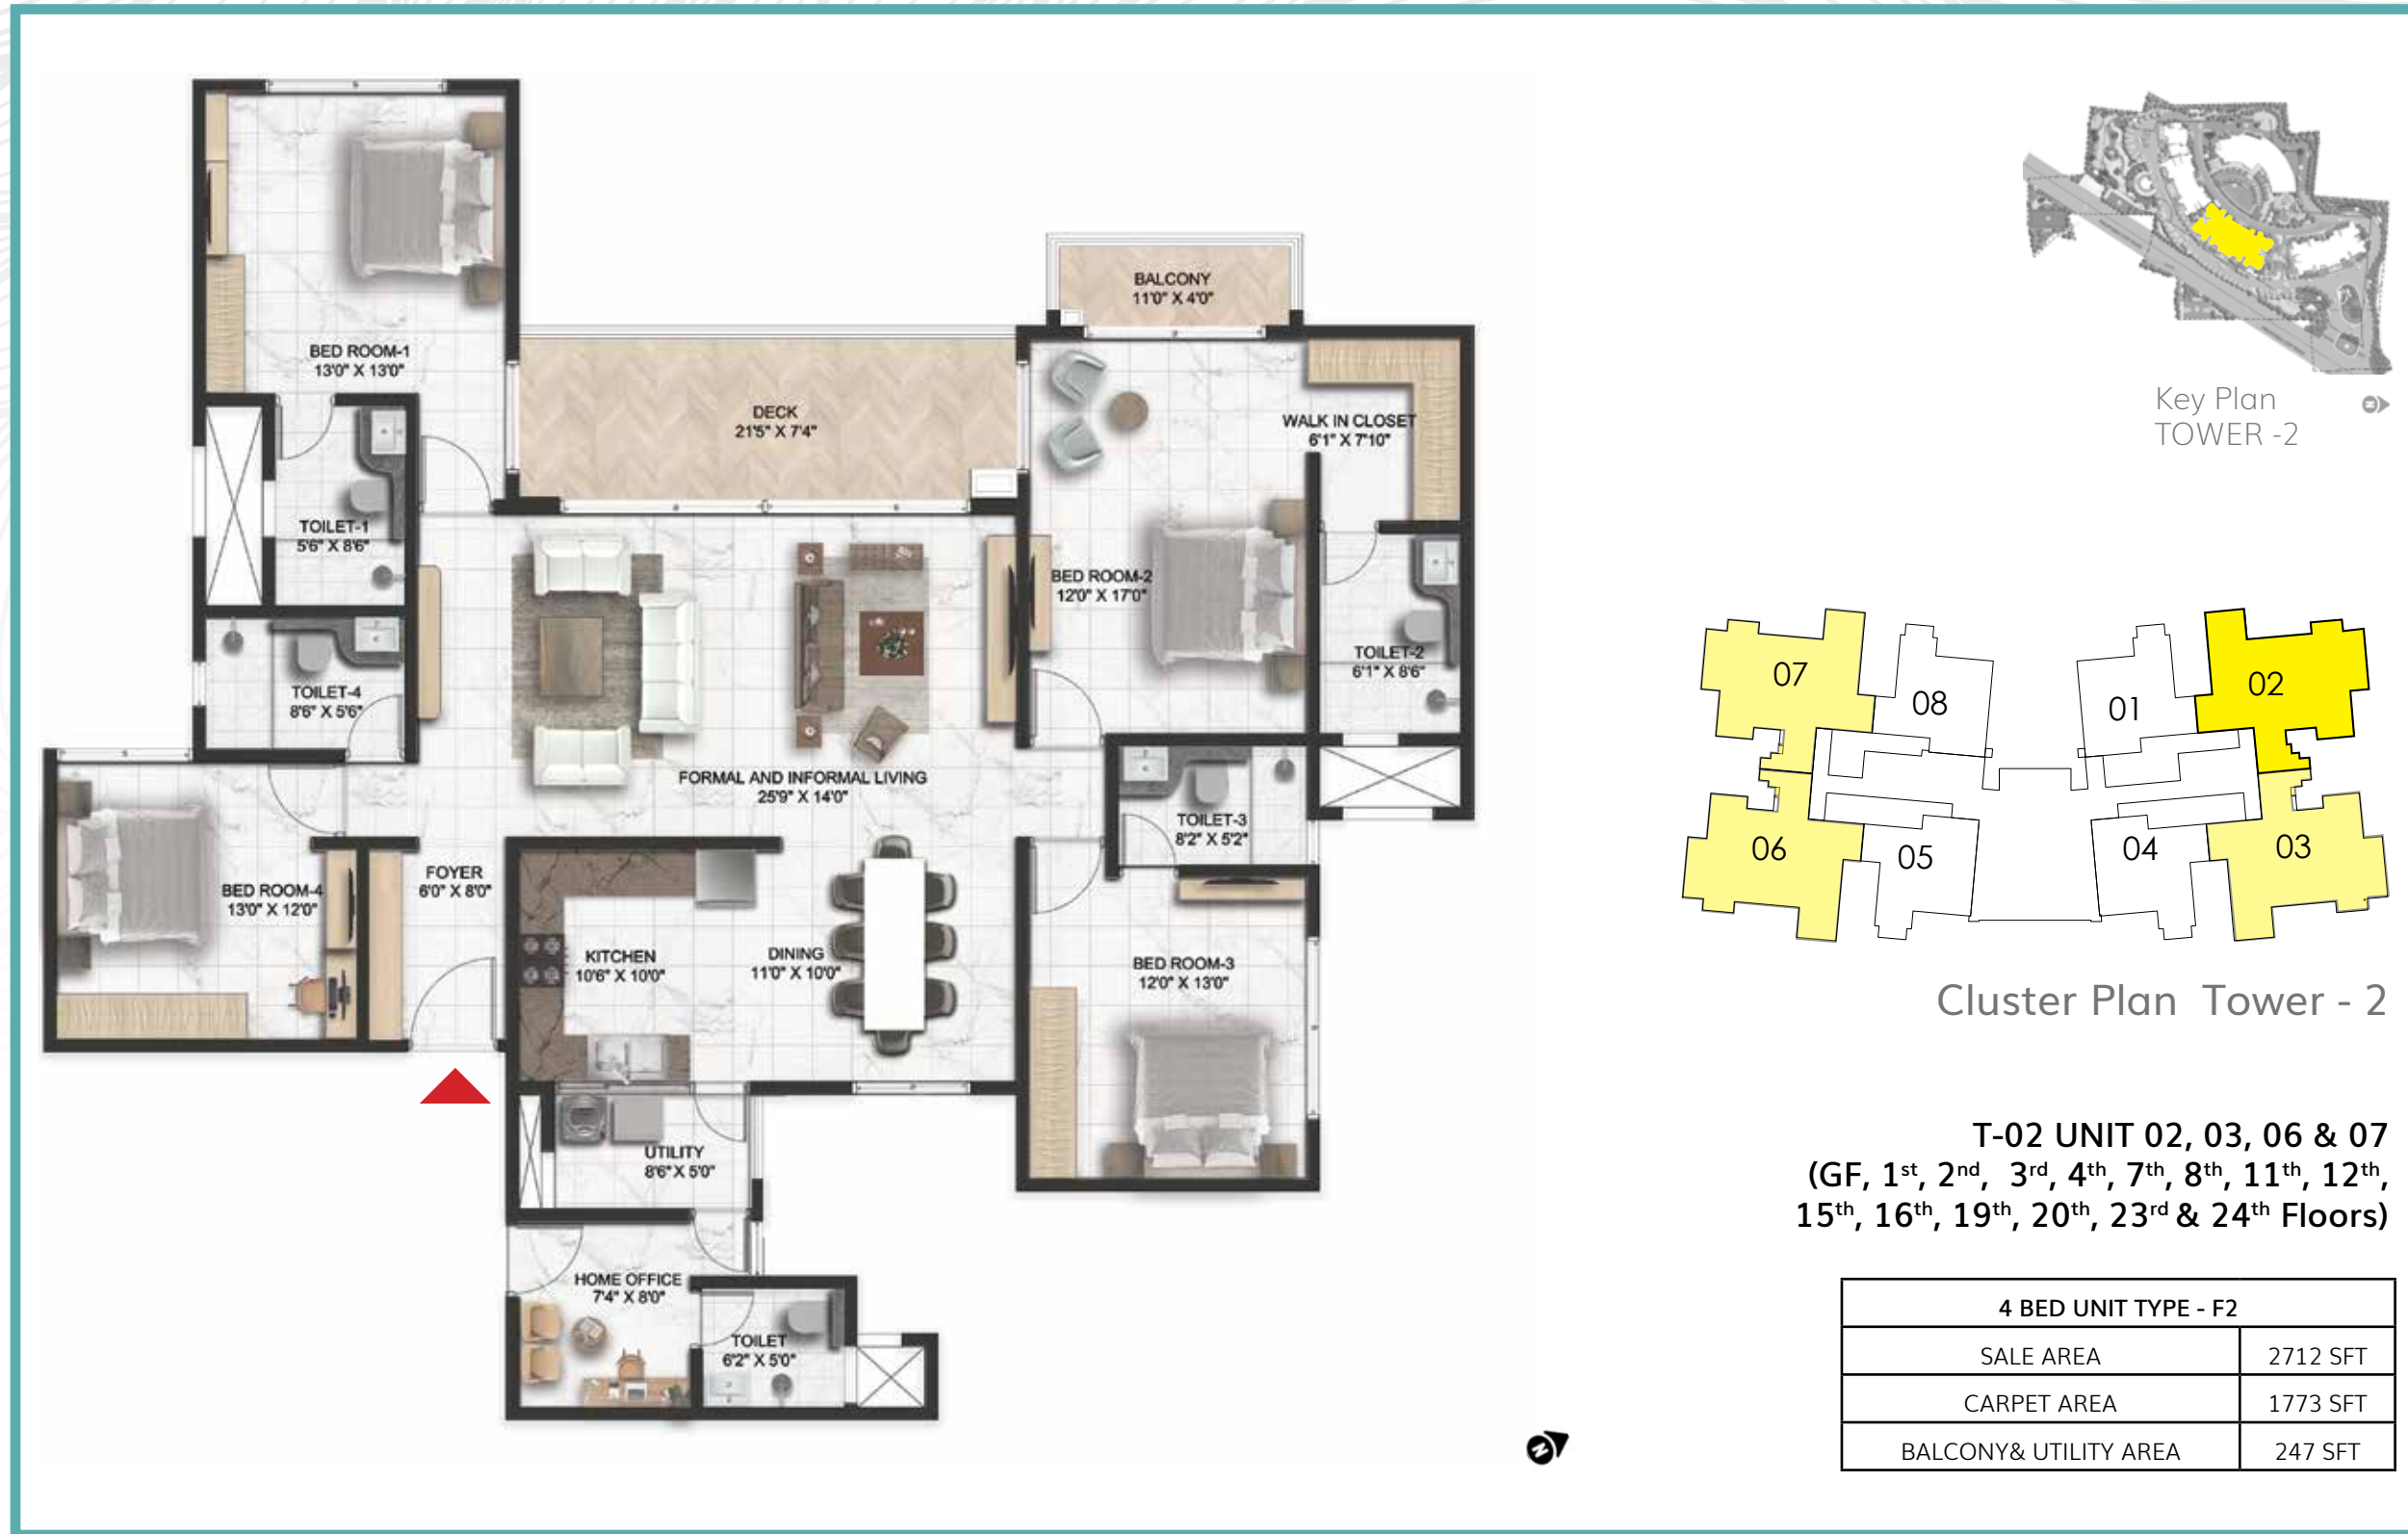 BED ROOM-1
13'0" X 13'0"
BALCONY
11'0" X 4'0"
DECK
21'5" X 7'4"
WALK IN CLOSET
6'1" X 7'10"
TOILET-1
5'6" X 8'6"
BED ROOM-2
12'0" X 17'0"
TOILET-2
6'1" X 8'6"
TOILET-4
8'6" X 5'6"
FORMAL AND INFORMAL LIVING
25'9" X 14'0"
TOILET-3
8'2" X 5'2"
FOYER
6'0" X 8'0"
BED ROOM-4
13'0" X 12'0"
KITCHEN
10'6" X 10'0"
DINING
11'0" X 10'0"
BED ROOM-3
12'0" X 13'0"
UTILITY
8'6" X 5'0"
HOME OFFICE
7'4" X 8'0"
TOILET
6'2" X 5'0"
N
Key Plan
TOWER -2
N
07
08
01
02
06
05
04
03
Cluster Plan Tower - 2
T-02 UNIT 02, 03, 06 & 07
(GF, 1st, 2nd, 3rd, 4th, 7th, 8th, 11th, 12th,
15th, 16th, 19th, 20th, 23rd & 24th Floors)
4 BED UNIT TYPE - F2
SALE AREA 2712 SFT
CARPET AREA 1773 SFT
BALCONY& UTILITY AREA 247 SFT